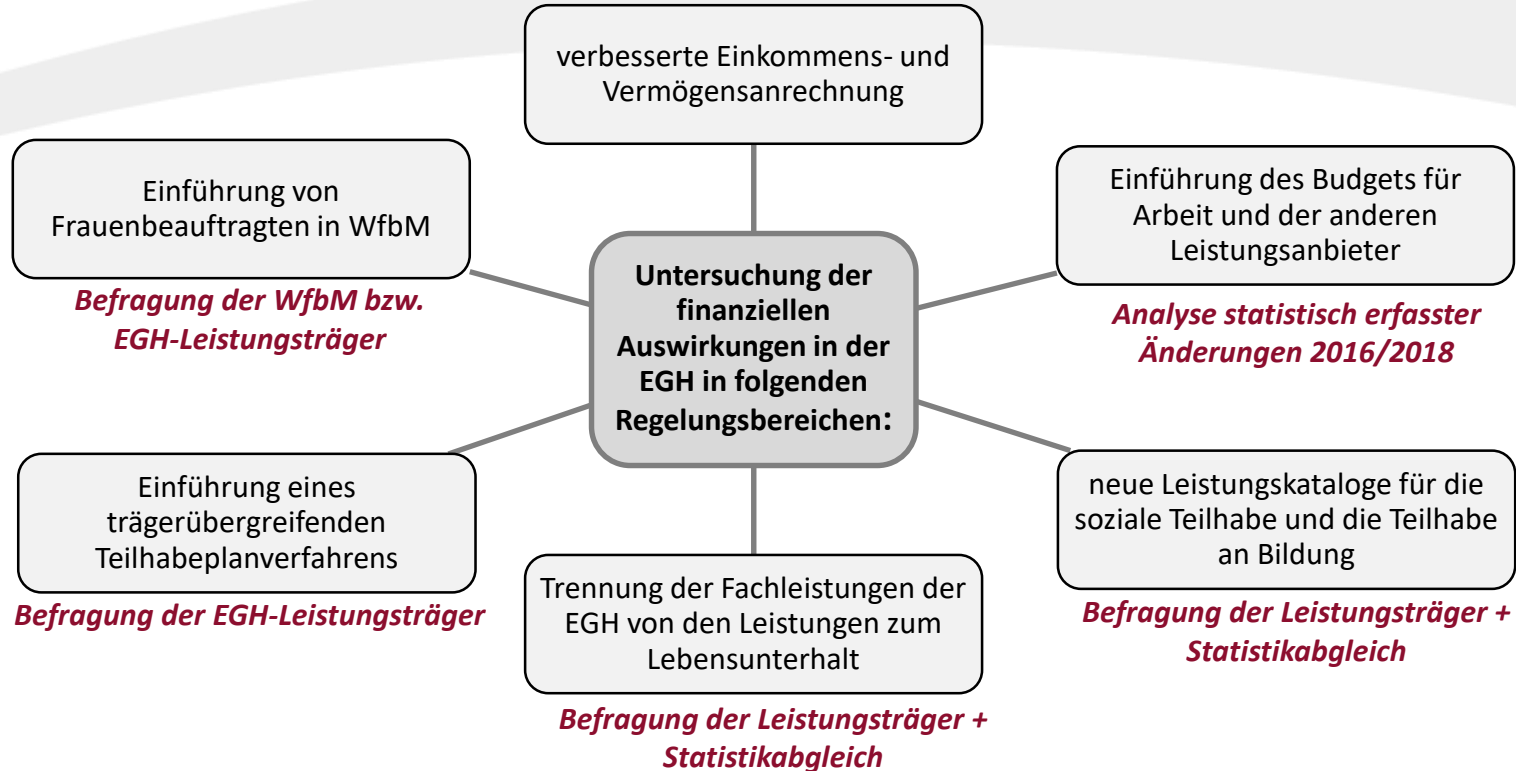 verbesserte Einkommens- und
Vermögensanrechnung
Einführung von
Frauenbeauftragten in WfbM
Befragung der WfbM bzw.
EGH-Leistungsträger
Einführung des Budgets für
Arbeit und der anderen
Leistungsanbieter
Analyse statistisch erfasster
Änderungen 2016/2018
Untersuchung der
finanziellen
Auswirkungen in der
EGH in folgenden
Regelungsbereichen:
Einführung eines
trägerübergreifenden
Teilhabeplanverfahrens
Befragung der EGH-Leistungsträger
Trennung der Fachleistungen der
EGH von den Leistungen zum
Lebensunterhalt
Befragung der Leistungsträger +
Statistikabgleich
neue Leistungskataloge für die
soziale Teilhabe und die Teilhabe
an Bildung
Befragung der Leistungsträger +
Statistikabgleich